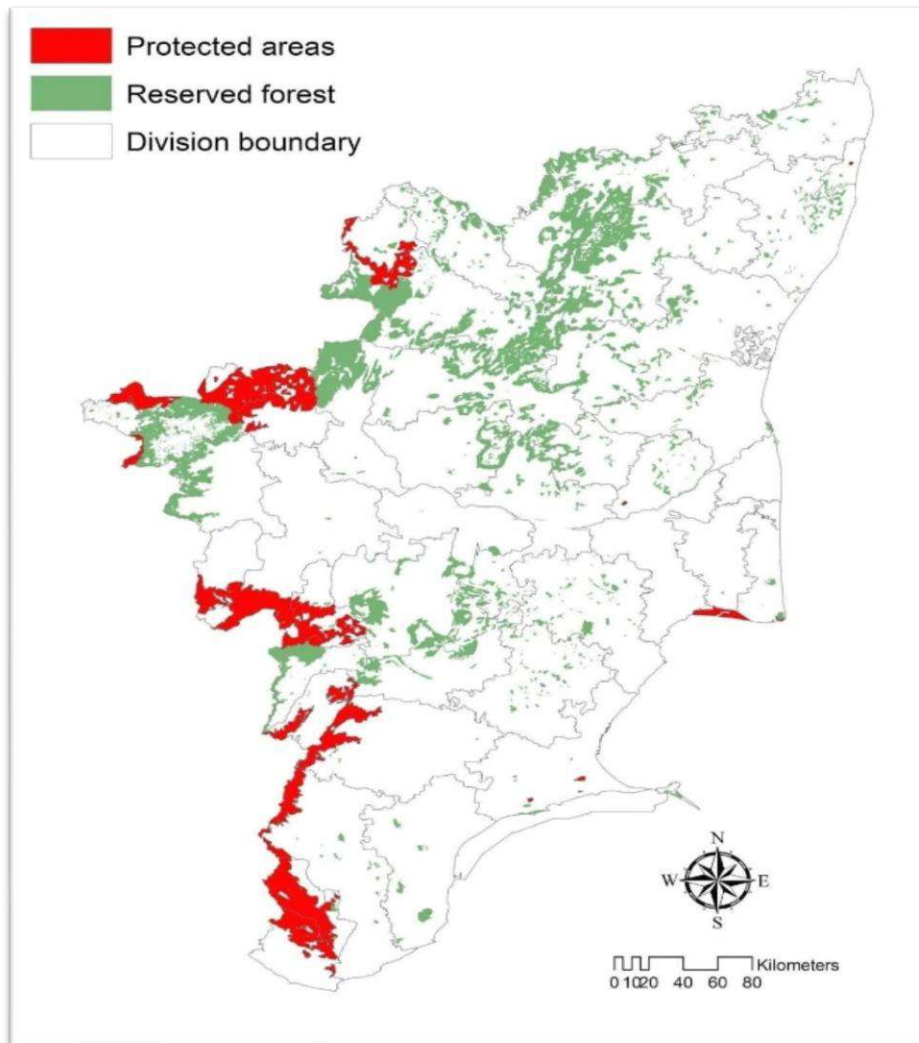 Protected areas
Reserved forest
Division boundary
N
W E
S
Kilometers
0 10 20 40 60 80